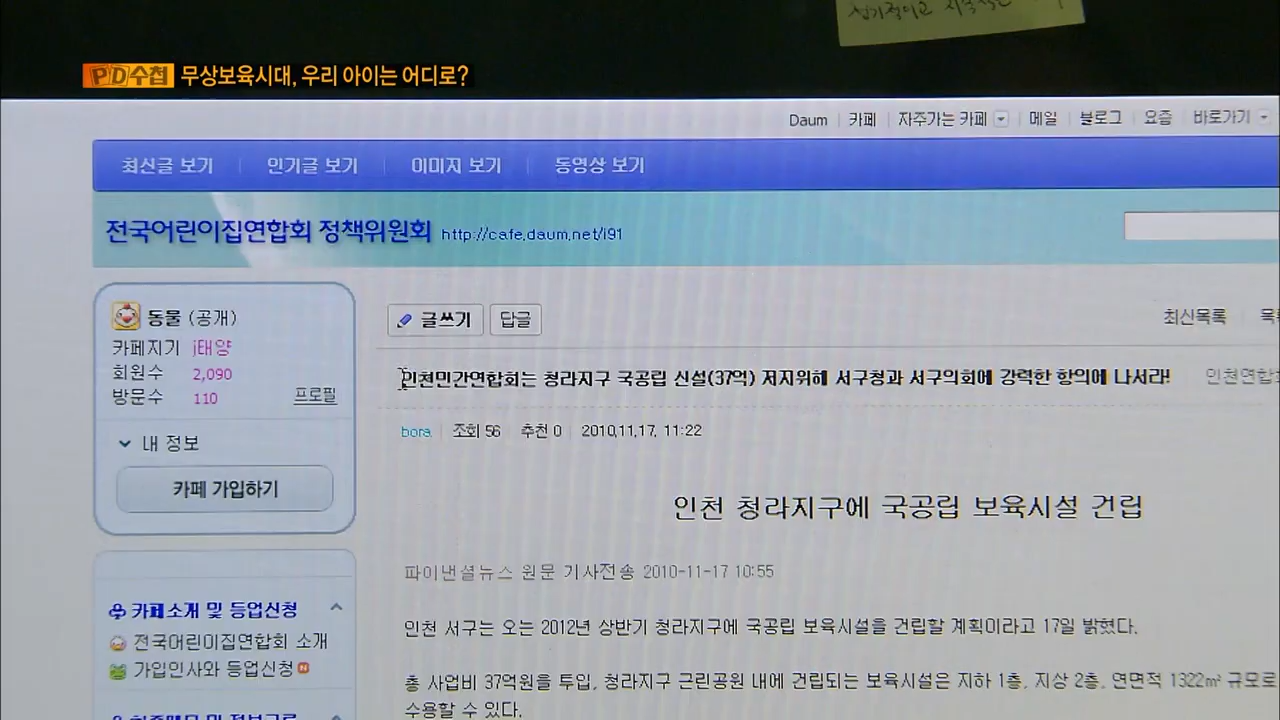 PD수첩 무상보육시대, 우리 아이는 어디로?
Daum 카페 자주가는 카페 메일 블로그 요즘 바로가기
최신글 보기 인기글 보기 이미지 보기 동영상 보기
전국어린이집연합회 정책위원회 http://cafe.daum.net/i91
동물 (공개)
카페지기 j태양
회원수 2,090
방문수 110
프로필
내 정보
카페 가입하기
카페소개 및 등업신청
전국어린이집연합회 소개
가입인사와 등업신청
글쓰기 답글
최신목록
인천민간연합회는 청라지구 국공립 신설(37억) 저지위해 서구청과 서구의회에 강력한 항의에 나서라!
bora 조회 56 추천 0 2010.11.17. 11:22
인천 청라지구에 국공립 보육시설 건립
파이낸셜뉴스 원문 기사전송 2010-11-17 10:55
인천 서구는 오는 2012년 상반기 청라지구에 국공립 보육시설을 건립할 계획이라고 17일 밝혔다.
총 사업비 37억원을 투입, 청라지구 근린공원 내에 건립되는 보육시설은 지하 1층, 지상 2층, 연면적 1322㎡ 규모로
수용할 수 있다.